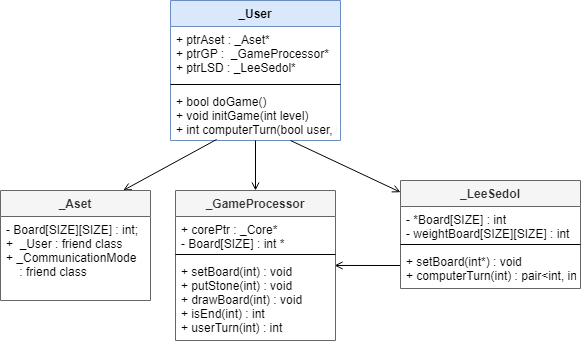 _User
+ ptrAset : _Aset*
+ ptrGP : _GameProcessor*
+ ptrLSD : _LeeSedol*
+ bool doGame()
+ void initGame(int level)
+ int computerTurn(bool user,
_Aset
- Board[SIZE][SIZE] : int;
+ _User : friend class
+ _CommunicationMode
: friend class
_GameProcessor
+ corePtr : _Core*
- Board[SIZE] : int *
+ setBoard(int) : void
+ putStone(int) : void
+ drawBoard(int) : void
+ isEnd(int) : int
+ userTurn(int) : int
_LeeSedol
- *Board[SIZE] : int
- weightBoard[SIZE][SIZE] : int
+ setBoard(int*) : void
+ computerTurn(int) : pair<int, in